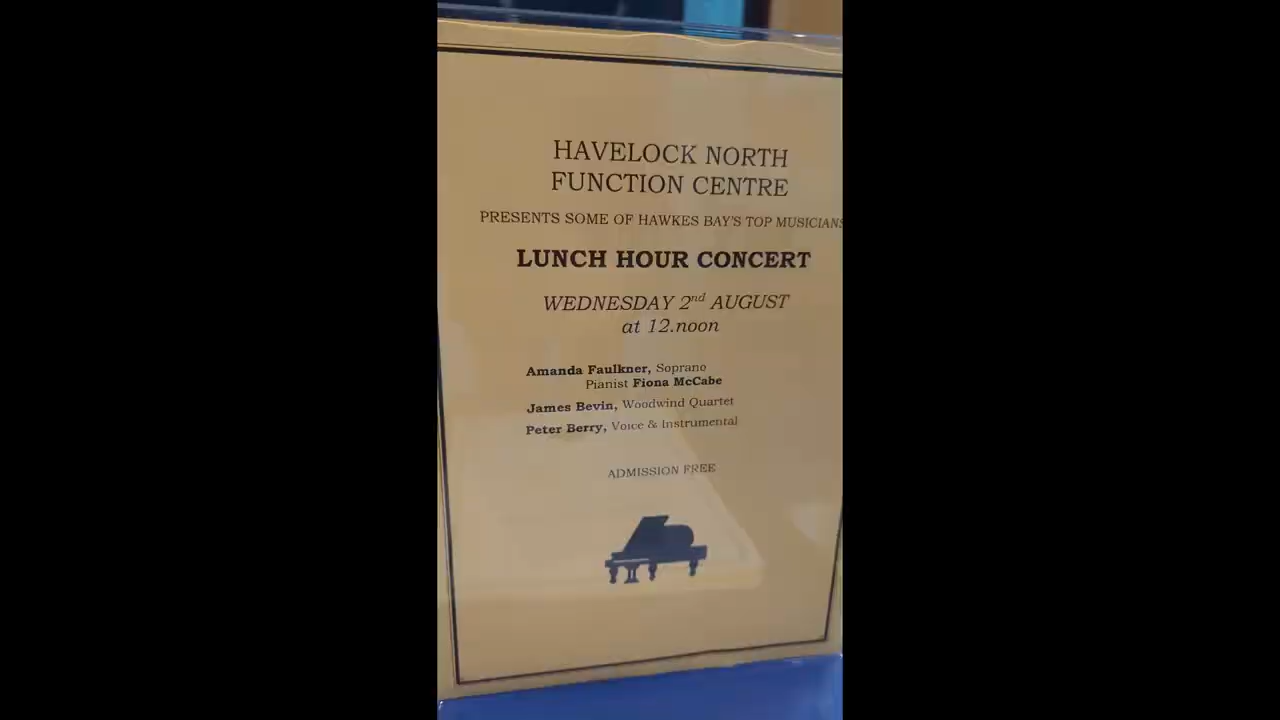 HAVELOCK NORTH
FUNCTION CENTRE
PRESENTS SOME OF HAWKES BAY'S TOP MUSICIANS
LUNCH HOUR CONCERT
WEDNESDAY 2nd AUGUST
at 12.noon
Amanda Faulkner, Soprano
Pianist Fiona McCabe
James Bevin, Woodwind Quartet
Peter Berry, Voice & Instrumental
ADMISSION FREE